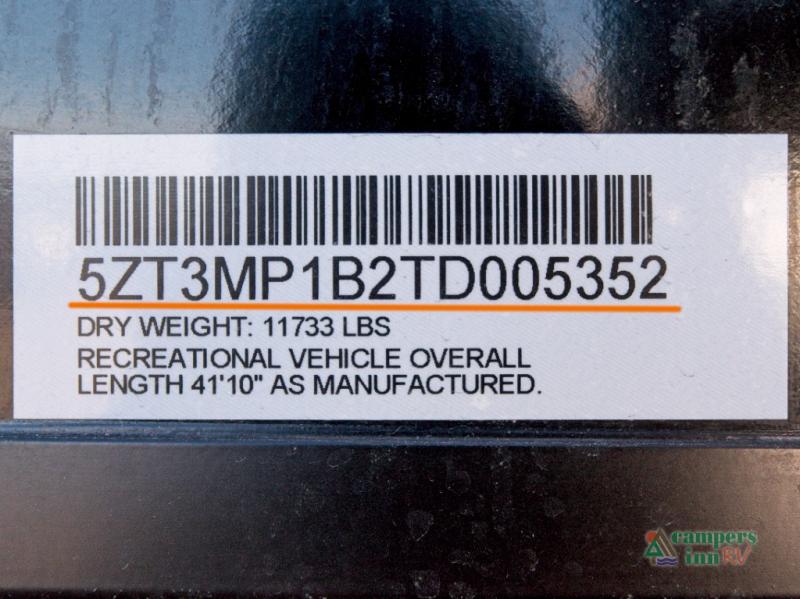 5ZT3MP1B2TD005352
DRY WEIGHT: 11733 LBS
RECREATIONAL VEHICLE OVERALL
LENGTH 41'10" AS MANUFACTURED.
campers
inn RV